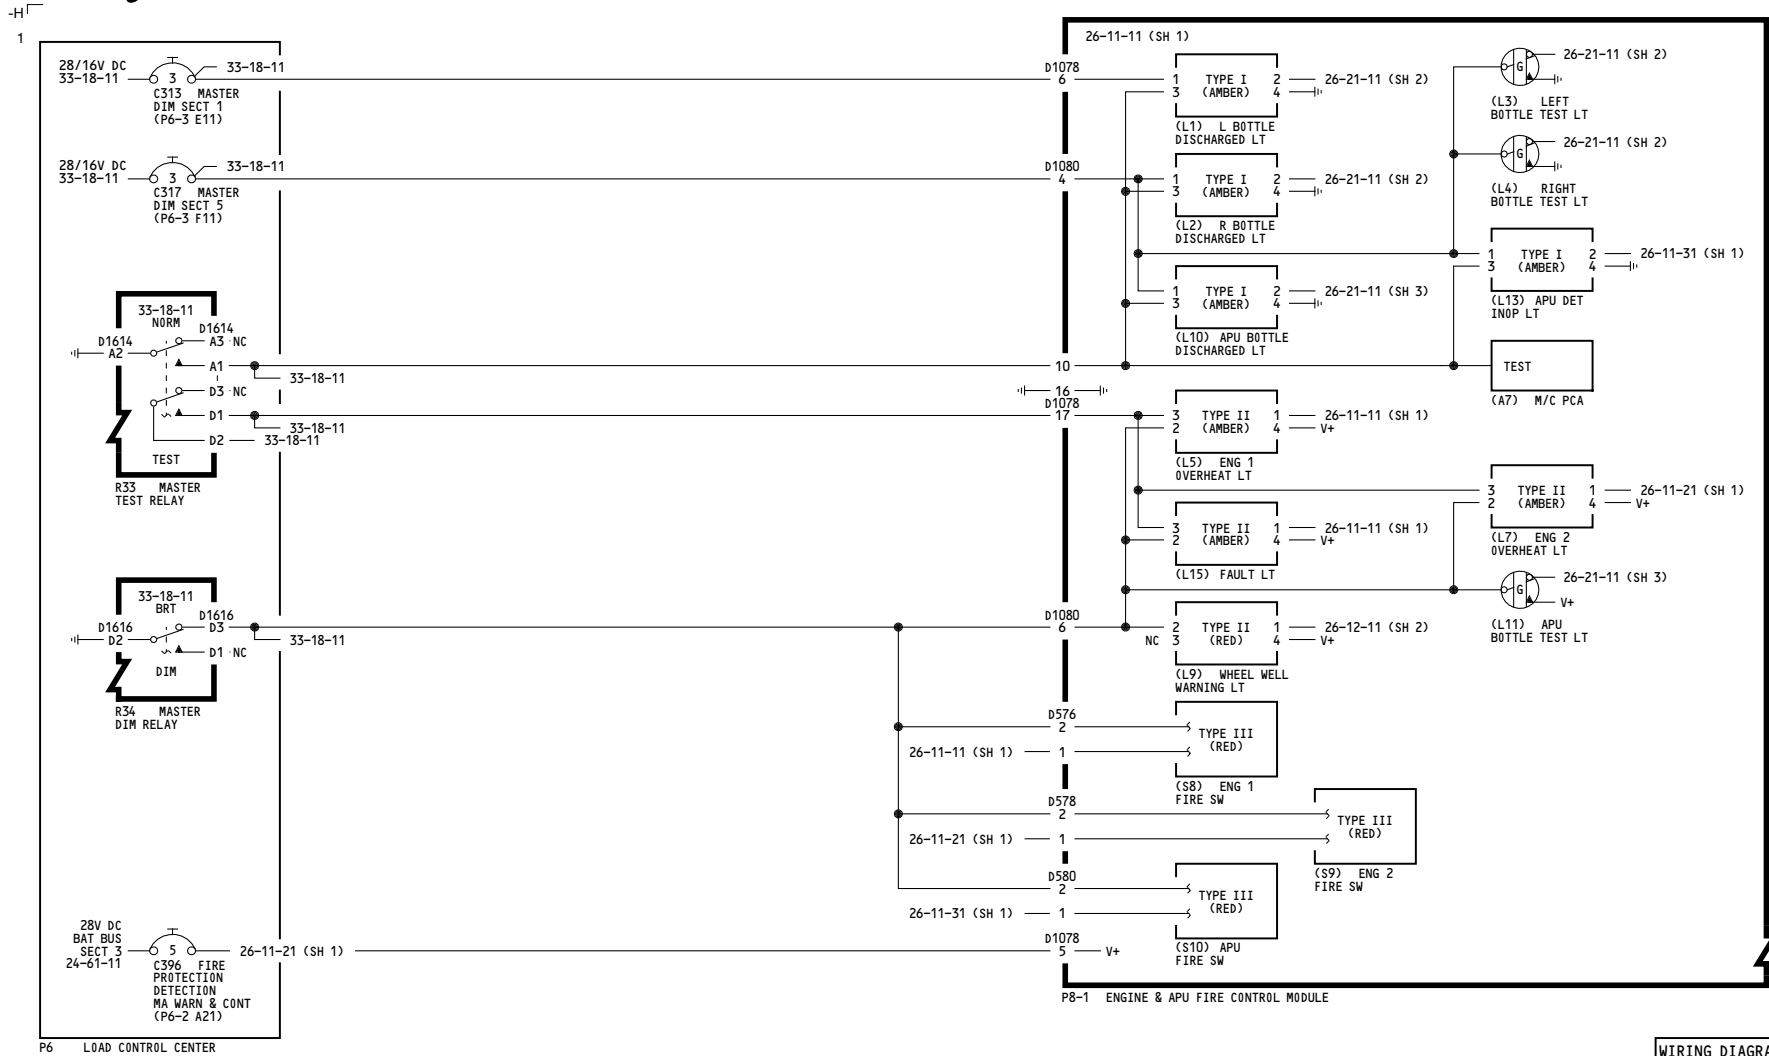 -H
1
28/16V DC
33-18-11
3
33-18-11
C313 MASTER
DIM SECT 1
(P6-3 E11)
28/16V DC
33-18-11
3
33-18-11
C317 MASTER
DIM SECT 5
(P6-3 F11)
33-18-11
NORM
D1614
A2
D1614
A3 NC
A1
33-18-11
D3 NC
D1
33-18-11
D2
33-18-11
TEST
R33 MASTER
TEST RELAY
33-18-11
BRT
D1616
D2
D1616
D3
33-18-11
D1 NC
DIM
R34 MASTER
DIM RELAY
28V DC
BAT BUS
SECT 3
24-61-11
5
26-11-21 (SH 1)
C396 FIRE
PROTECTION
DETECTION
MA WARN & CONT
(P6-2 A21)
P6 LOAD CONTROL CENTER
D1078
6
D1080
4
10
16
D1078
17
D1080
6
D576
2
26-11-11 (SH 1)
1
D578
2
26-11-21 (SH 1)
1
D580
2
26-11-31 (SH 1)
1
D1078
5
V+
26-11-11 (SH 1)
1 TYPE I 2
3 (AMBER) 4
26-21-11 (SH 2)
(L1) L BOTTLE
DISCHARGED LT
1 TYPE I 2
3 (AMBER) 4
26-21-11 (SH 2)
(L2) R BOTTLE
DISCHARGED LT
1 TYPE I 2
3 (AMBER) 4
26-21-11 (SH 3)
(L10) APU BOTTLE
DISCHARGED LT
3 TYPE II 1
2 (AMBER) 4
26-11-11 (SH 1)
V+
(L5) ENG 1
OVERHEAT LT
3 TYPE II 1
2 (AMBER) 4
26-11-11 (SH 1)
V+
(L15) FAULT LT
2 TYPE II 1
NC 3 (RED) 4
26-12-11 (SH 2)
V+
(L9) WHEEL WELL
WARNING LT
TYPE III
(RED)
(S8) ENG 1
FIRE SW
TYPE III
(RED)
(S9) ENG 2
FIRE SW
TYPE III
(RED)
(S10) APU
FIRE SW
G
26-21-11 (SH 2)
(L3) LEFT
BOTTLE TEST LT
G
26-21-11 (SH 2)
(L4) RIGHT
BOTTLE TEST LT
1 TYPE I 2
3 (AMBER) 4
26-11-31 (SH 1)
(L13) APU DET
INOP LT
TEST
(A7) M/C PCA
3 TYPE II 1
2 (AMBER) 4
26-11-21 (SH 1)
V+
(L7) ENG 2
OVERHEAT LT
G
26-21-11 (SH 3)
V+
(L11) APU
BOTTLE TEST LT
P8-1 ENGINE & APU FIRE CONTROL MODULE
WIRING DIAGRA